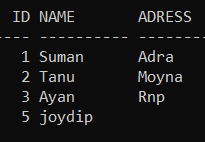 ID NAME ADRESS
---- ---------- --------
1 Suman Adra
2 Tanu Moyna
3 Ayan Rnp
5 joydip